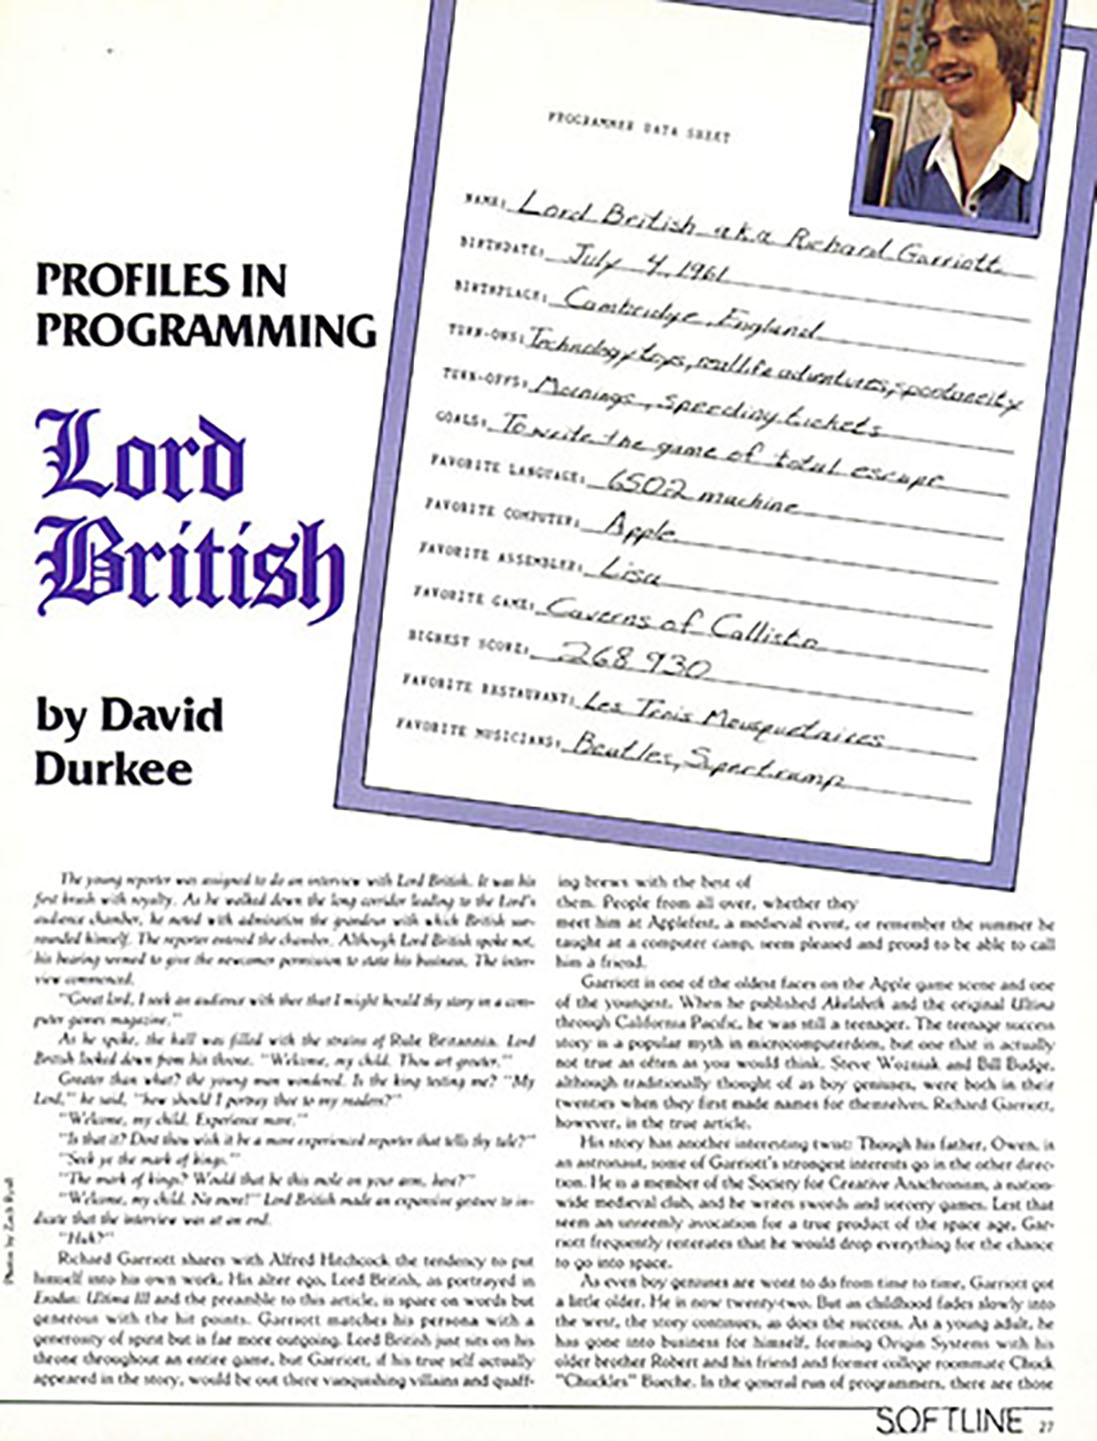 PROGRAMMER DATA SHEET
NAME: Lord British aka Richard Garriott
BIRTHDATE: July 4, 1961
BIRTHPLACE: Cambridge, England
TURN-ONS: Technology, toys, real life adventures, spontaneity
TURN-OFFS: Mornings, speeding tickets
GOALS: To write the game of total escape
FAVORITE LANGUAGE: 6502 machine
FAVORITE COMPUTER: Apple
FAVORITE ASSEMBLER: Lisa
FAVORITE GAME: Caverns of Callisto
HIGHEST SCORE: 268 930
FAVORITE RESTAURANT: Les Trois Mousquetaires
FAVORITE MUSICIANS: Beatles, Supertramp
PROFILES IN
PROGRAMMING
Lord
British
by David
Durkee
The young reporter was assigned to do an interview with Lord British. It was his
first brush with royalty. As he walked down the long corridor leading to the Lord's
audience chamber, he noted with admiration the grandeur with which British sur-
rounded himself. The reporter entered the chamber. Although Lord British spoke not,
his bearing seemed to give the newcomer permission to state his business. The inter-
view commenced.
"Great lord, I seek an audience with thee that I might herald thy story in a com-
puter games magazine."
As he spoke, the hall was filled with the strains of Rule Britannia. Lord
British looked down from his throne. "Welcome, my child. Thou art greater."
Greater than what? the young man wondered. Is the king testing me? "My
Lord," he said, "how should I portray thee to my readers?"
"Welcome, my child. Experience more."
"Is that it? Dost thou wish it be a more experienced reporter that tells thy tale?"
"Seek ye the mark of kings."
"The mark of kings? Would that be this mole on your arm, here?"
"Welcome, my child. No more!" Lord British made an expansive gesture to in-
dicate that the interview was at an end.
"Huh?"
Richard Garriott shares with Alfred Hitchcock the tendency to put
himself into his own work. His alter ego, Lord British, as portrayed in
Exodus: Ultima III and the preamble to this article, is spare on words but
generous with the hit points. Garriott matches his persona with a
generosity of spirit but is far more outgoing. Lord British just sits on his
throne throughout an entire game, but Garriott, if his true self actually
appeared in the story, would be out there vanquishing villains and quaff-
ing brews with the best of
them. People from all over, whether they
meet him at Applefest, a medieval event, or remember the summer he
taught at a computer camp, seem pleased and proud to be able to call
him a friend.
Garriott is one of the oldest faces on the Apple game scene and one
of the youngest. When he published Akalabeth and the original Ultima
through California Pacific, he was still a teenager. The teenage success
story is a popular myth in microcomputerdom, but one that is actually
not true as often as you would think. Steve Wozniak and Bill Budge,
although traditionally thought of as boy geniuses, were both in their
twenties when they first made names for themselves. Richard Garriott,
however, is the true article.
His story has another interesting twist: Though his father, Owen, is
an astronaut, some of Garriott's strongest interests go in the other direc-
tion. He is a member of the Society for Creative Anachronism, a nation-
wide medieval club, and he writes swords and sorcery games. Lest that
seem an unseemly avocation for a true product of the space age, Gar-
riott frequently reiterates that he would drop everything for the chance
to go into space.
As even boy geniuses are wont to do from time to time, Garriott got
a little older. He is now twenty-two. But as childhood fades slowly into
the west, the story continues, as does the success. As a young adult, he
has gone into business for himself, forming Origin Systems with his
older brother Robert and his friend and former college roommate Chuck
"Chuckles" Bueche. In the general run of programmers, there are those
Photo by Zach
SOFTLINE 27